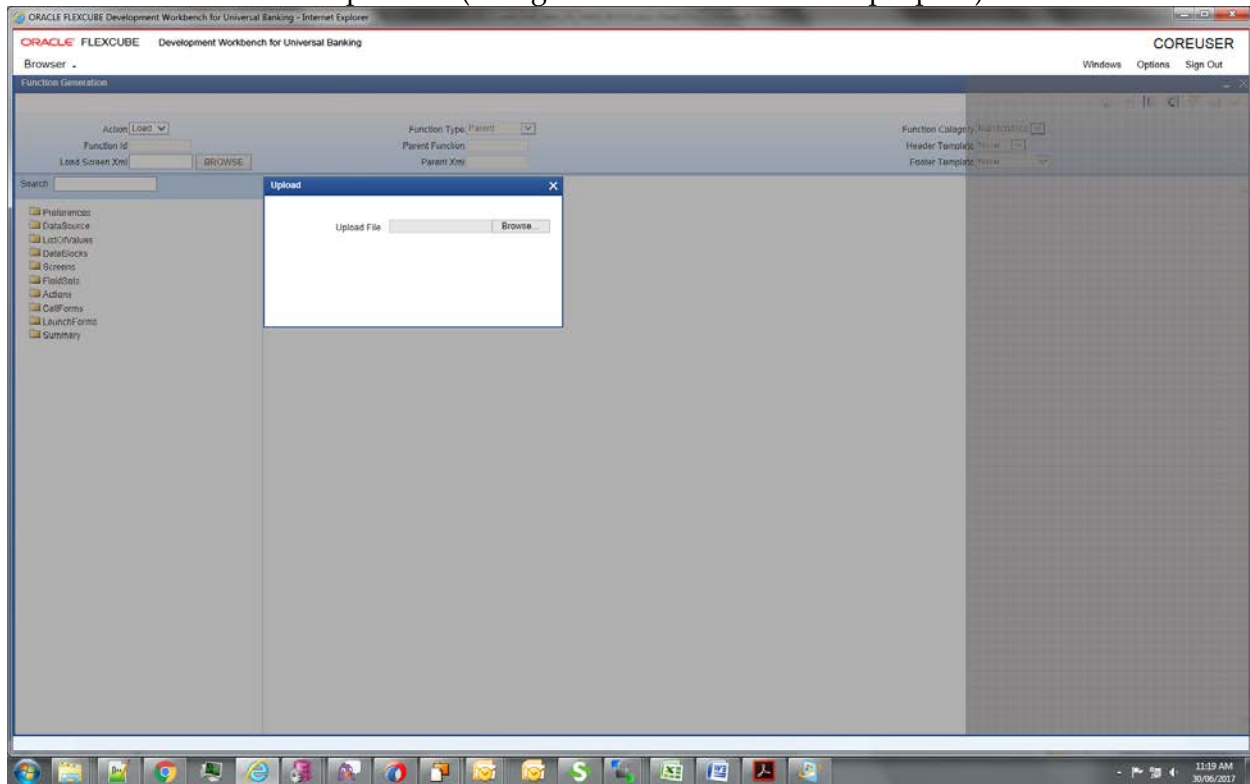 ORACLE FLEXCUBE Development Workbench for Universal Banking - Internet Explorer
ORACLE FLEXCUBE Development Workbench for Universal Banking
COREUSER
Browser
Windows Options Sign Out
Function Generation
Action Load Function Type Parent Function Category Maintenance
Function Id Parent Function Header Template None
Load Screen Xml BROWSE Parent Xml Footer Template None
Search
Upload
Upload File Browse...
Preferences
DataSource
ListOfValues
DataBlocks
Screens
FieldSets
Actions
CallForms
LaunchForms
Summary
11:19 AM
30/06/2017